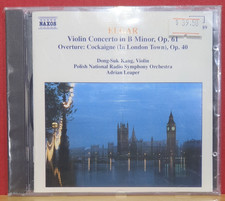 NAXOS
ELGAR
Violin Concerto in B Minor, Op. 61
Overture: Cockaigne (In London Town), Op. 40
Dong-Suk Kang, Violin
Polish National Radio Symphony Orchestra
Adrian Leaper